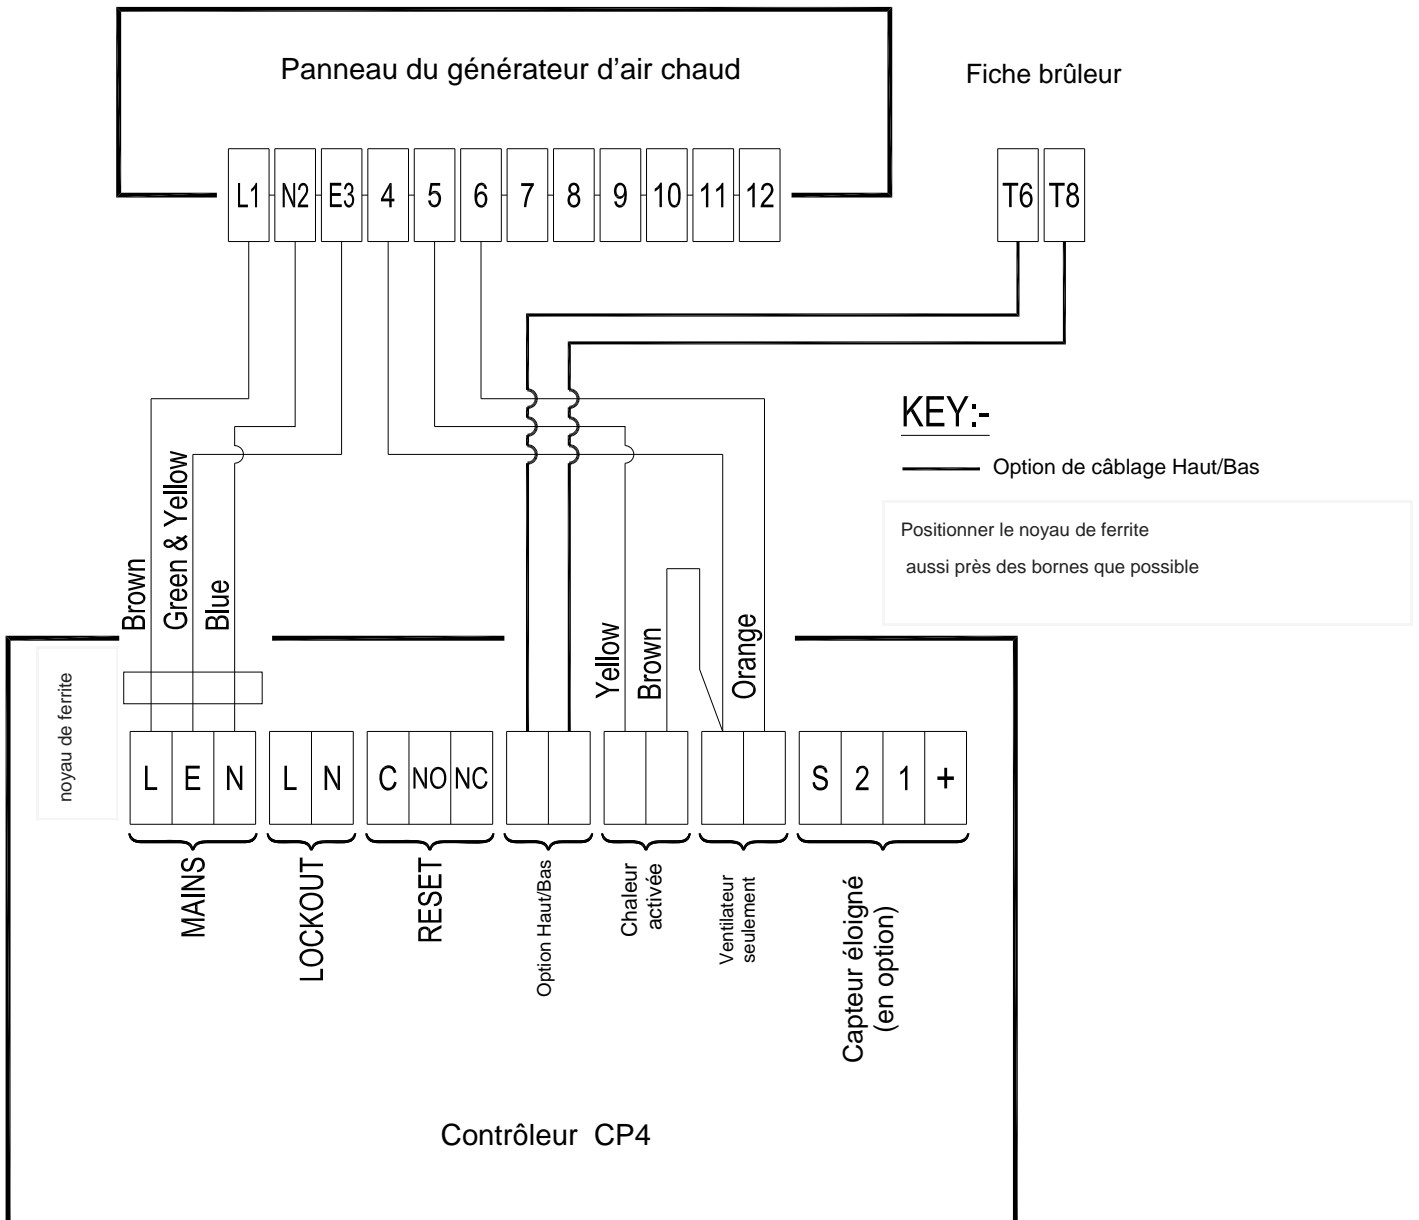 Panneau du générateur d'air chaud
Fiche brûleur
L1 N2 E3 4 5 6 7 8 9 10 11 12
T6 T8
KEY:-
Option de câblage Haut/Bas
Positionner le noyau de ferrite
aussi près des bornes que possible
Brown
Green & Yellow
Blue
Yellow
Brown
Orange
noyau de ferrite
L E N
L N
C NO NC
S 2 1 +
MAINS
LOCKOUT
RESET
Option Haut/Bas
Chaleur
activée
Ventilateur
seulement
Capteur éloigné
(en option)
Contrôleur CP4